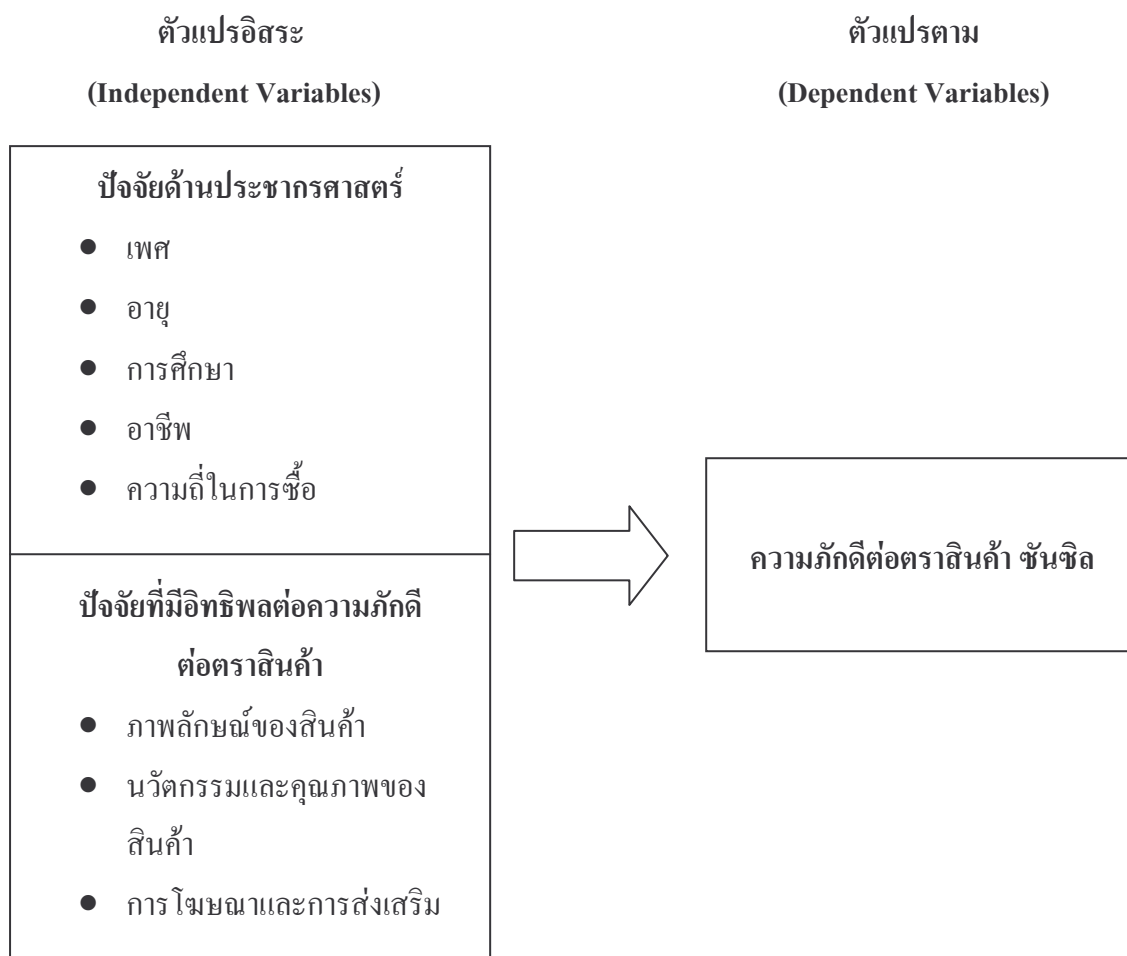 ตัวแปรอิสระ
(Independent Variables)
ปัจจัยด้านประชากรศาสตร์
● เพศ
● อายุ
● การศึกษา
● อาชีพ
● ความถี่ในการซื้อ
ปัจจัยที่มีอิทธิพลต่อความภักดี
ต่อตราสินค้า
● ภาพลักษณ์ของสินค้า
● นวัตกรรมและคุณภาพของ
สินค้า
● การโฆษณาและการส่งเสริม
ตัวแปรตาม
(Dependent Variables)
ความภักดีต่อตราสินค้า ซันซิล